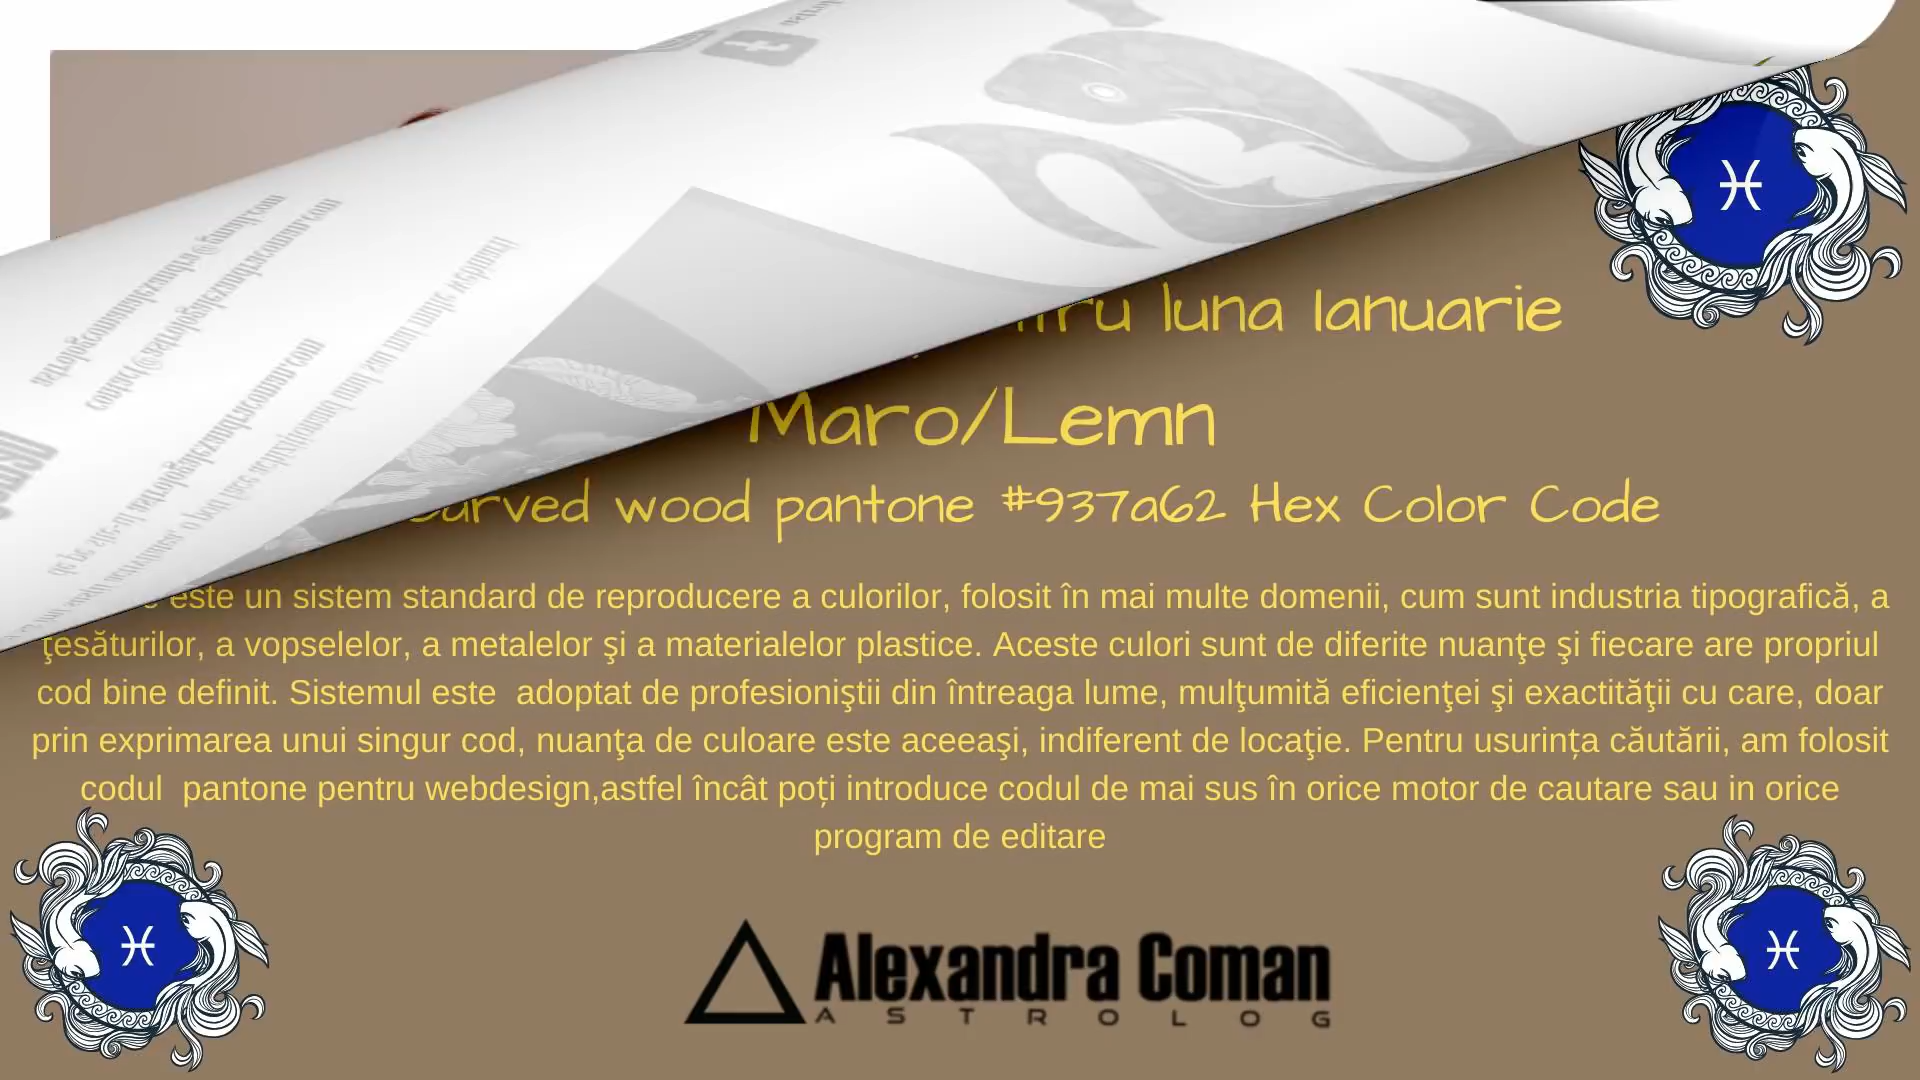 luna Ianuarie
Maro/Lemn
wood pantone #937a62 Hex Color Code
este un sistem standard de reproducere a culorilor, folosit în mai multe domenii, cum sunt industria tipografică, a
ţesăturilor, a vopselelor, a metalelor şi a materialelor plastice. Aceste culori sunt de diferite nuanţe şi fiecare are propriul
cod bine definit. Sistemul este adoptat de profesioniştii din întreaga lume, mulţumită eficienţei şi exactităţii cu care, doar
prin exprimarea unui singur cod, nuanţa de culoare este aceeaşi, indiferent de locaţie. Pentru usurința căutării, am folosit
codul pantone pentru webdesign,astfel încât poți introduce codul de mai sus în orice motor de cautare sau in orice
program de editare
Alexandra Coman
ASTROLOG